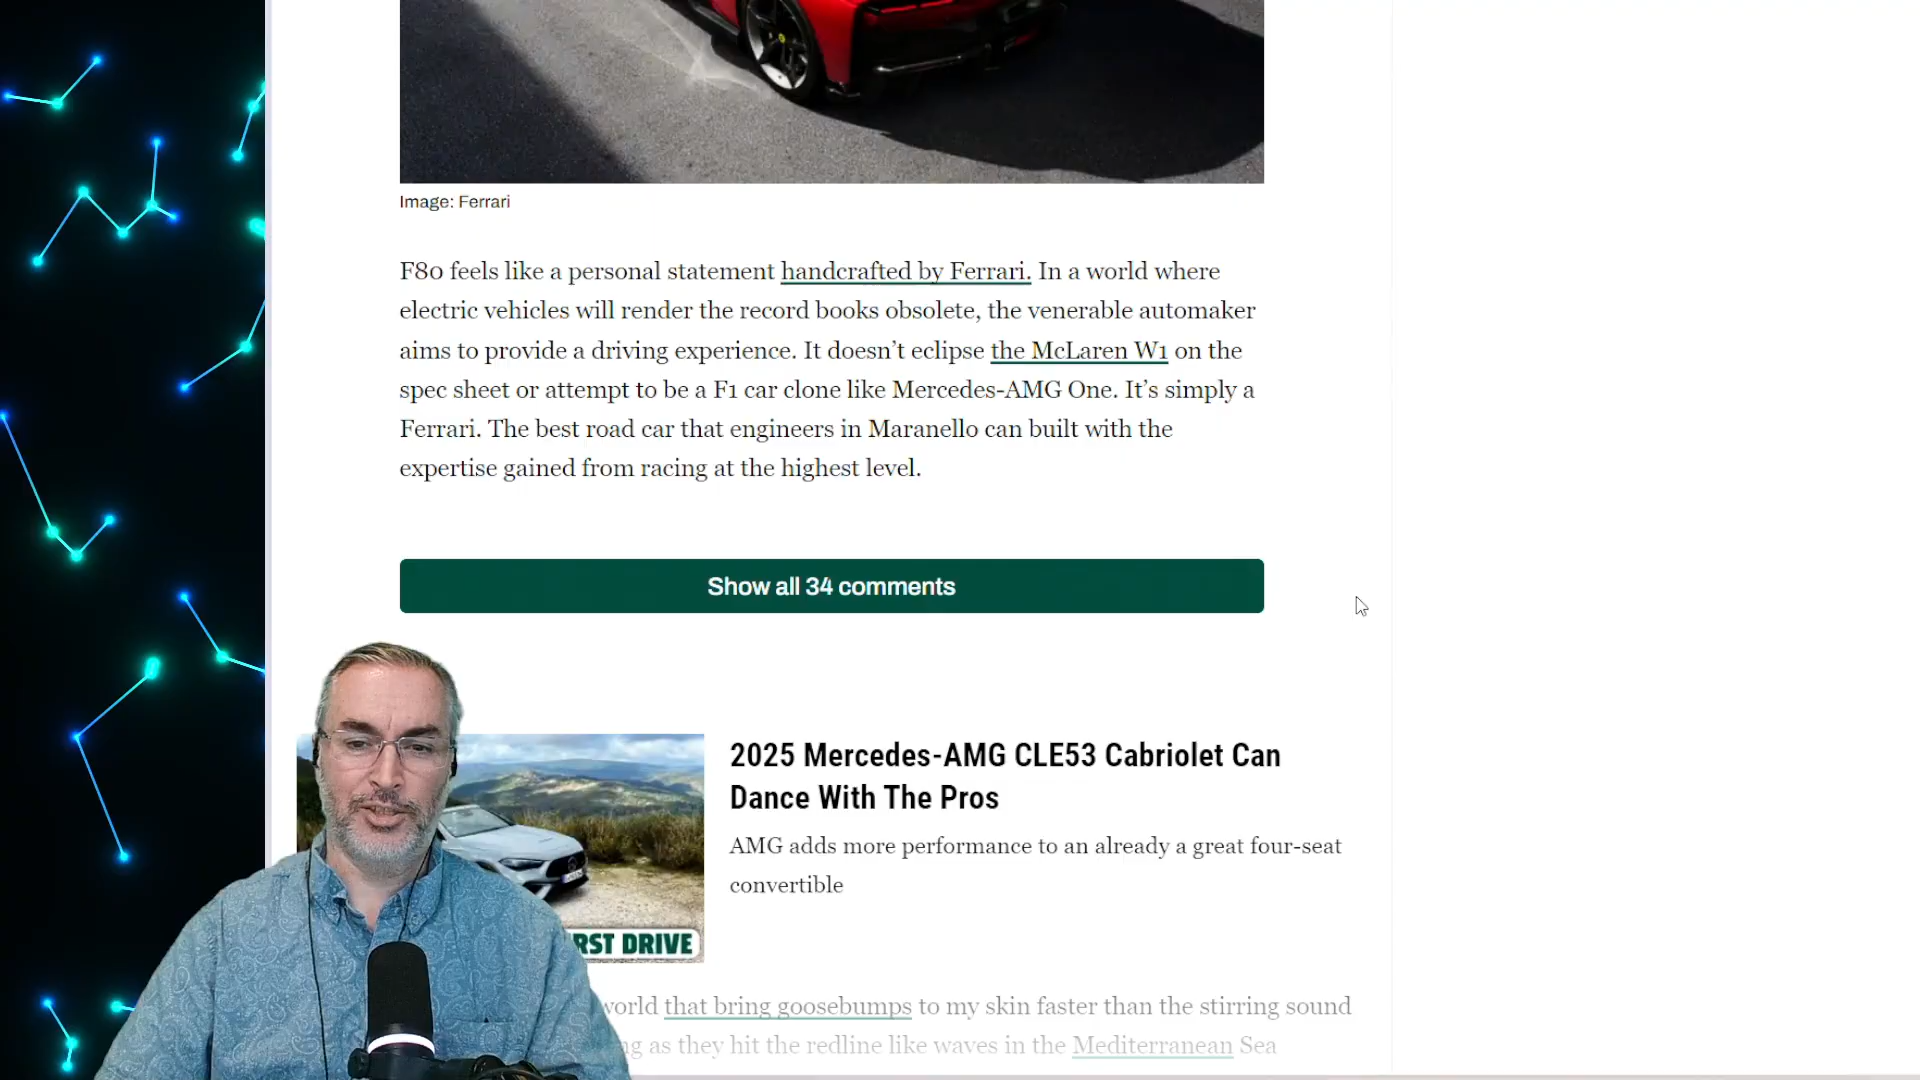 Image: Ferrari
F80 feels like a personal statement handcrafted by Ferrari. In a world where
electric vehicles will render the record books obsolete, the venerable automaker
aims to provide a driving experience. It doesn’t eclipse the McLaren W1 on the
spec sheet or attempt to be a F1 car clone like Mercedes-AMG One. It’s simply a
Ferrari. The best road car that engineers in Maranello can built with the
expertise gained from racing at the highest level.
Show all 34 comments
2025 Mercedes-AMG CLE53 Cabriolet Can
Dance With The Pros
AMG adds more performance to an already a great four-seat
convertible
RST DRIVE
world that bring goosebumps to my skin faster than the stirring sound
ng as they hit the redline like waves in the Mediterranean Sea